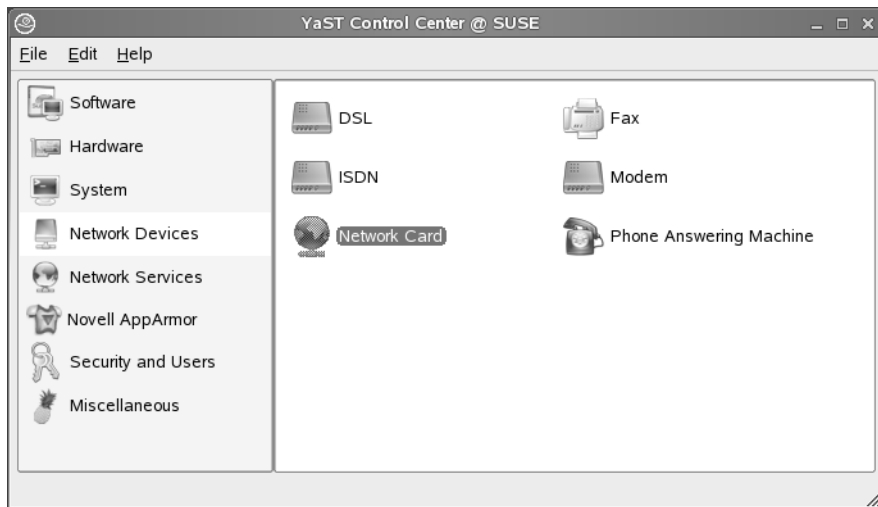 YaST Control Center @ SUSE
File Edit Help
Software
Hardware
System
Network Devices
Network Services
Novell AppArmor
Security and Users
Miscellaneous
DSL
Fax
ISDN
Modem
Network Card
Phone Answering Machine